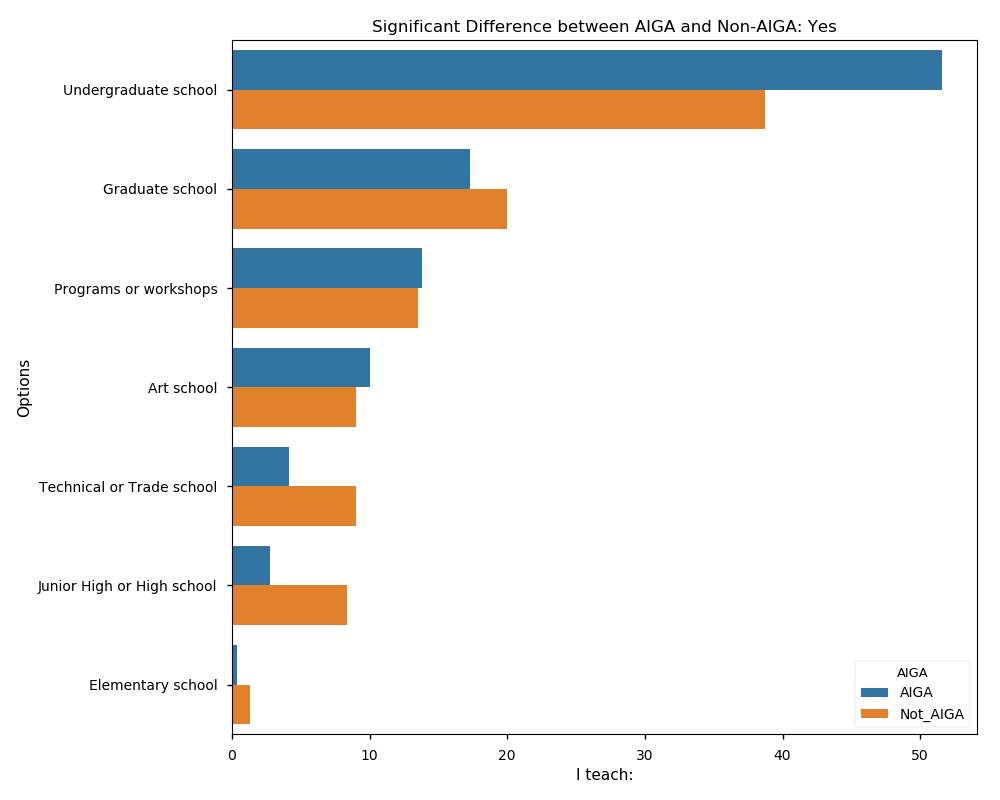 Significant Difference between AIGA and Non-AIGA: Yes
Undergraduate school
Graduate school
Programs or workshops
Art school
Technical or Trade school
Junior High or High school
Elementary school
Options
AIGA
AIGA
Not_AIGA
0 10 20 30 40 50
I teach: